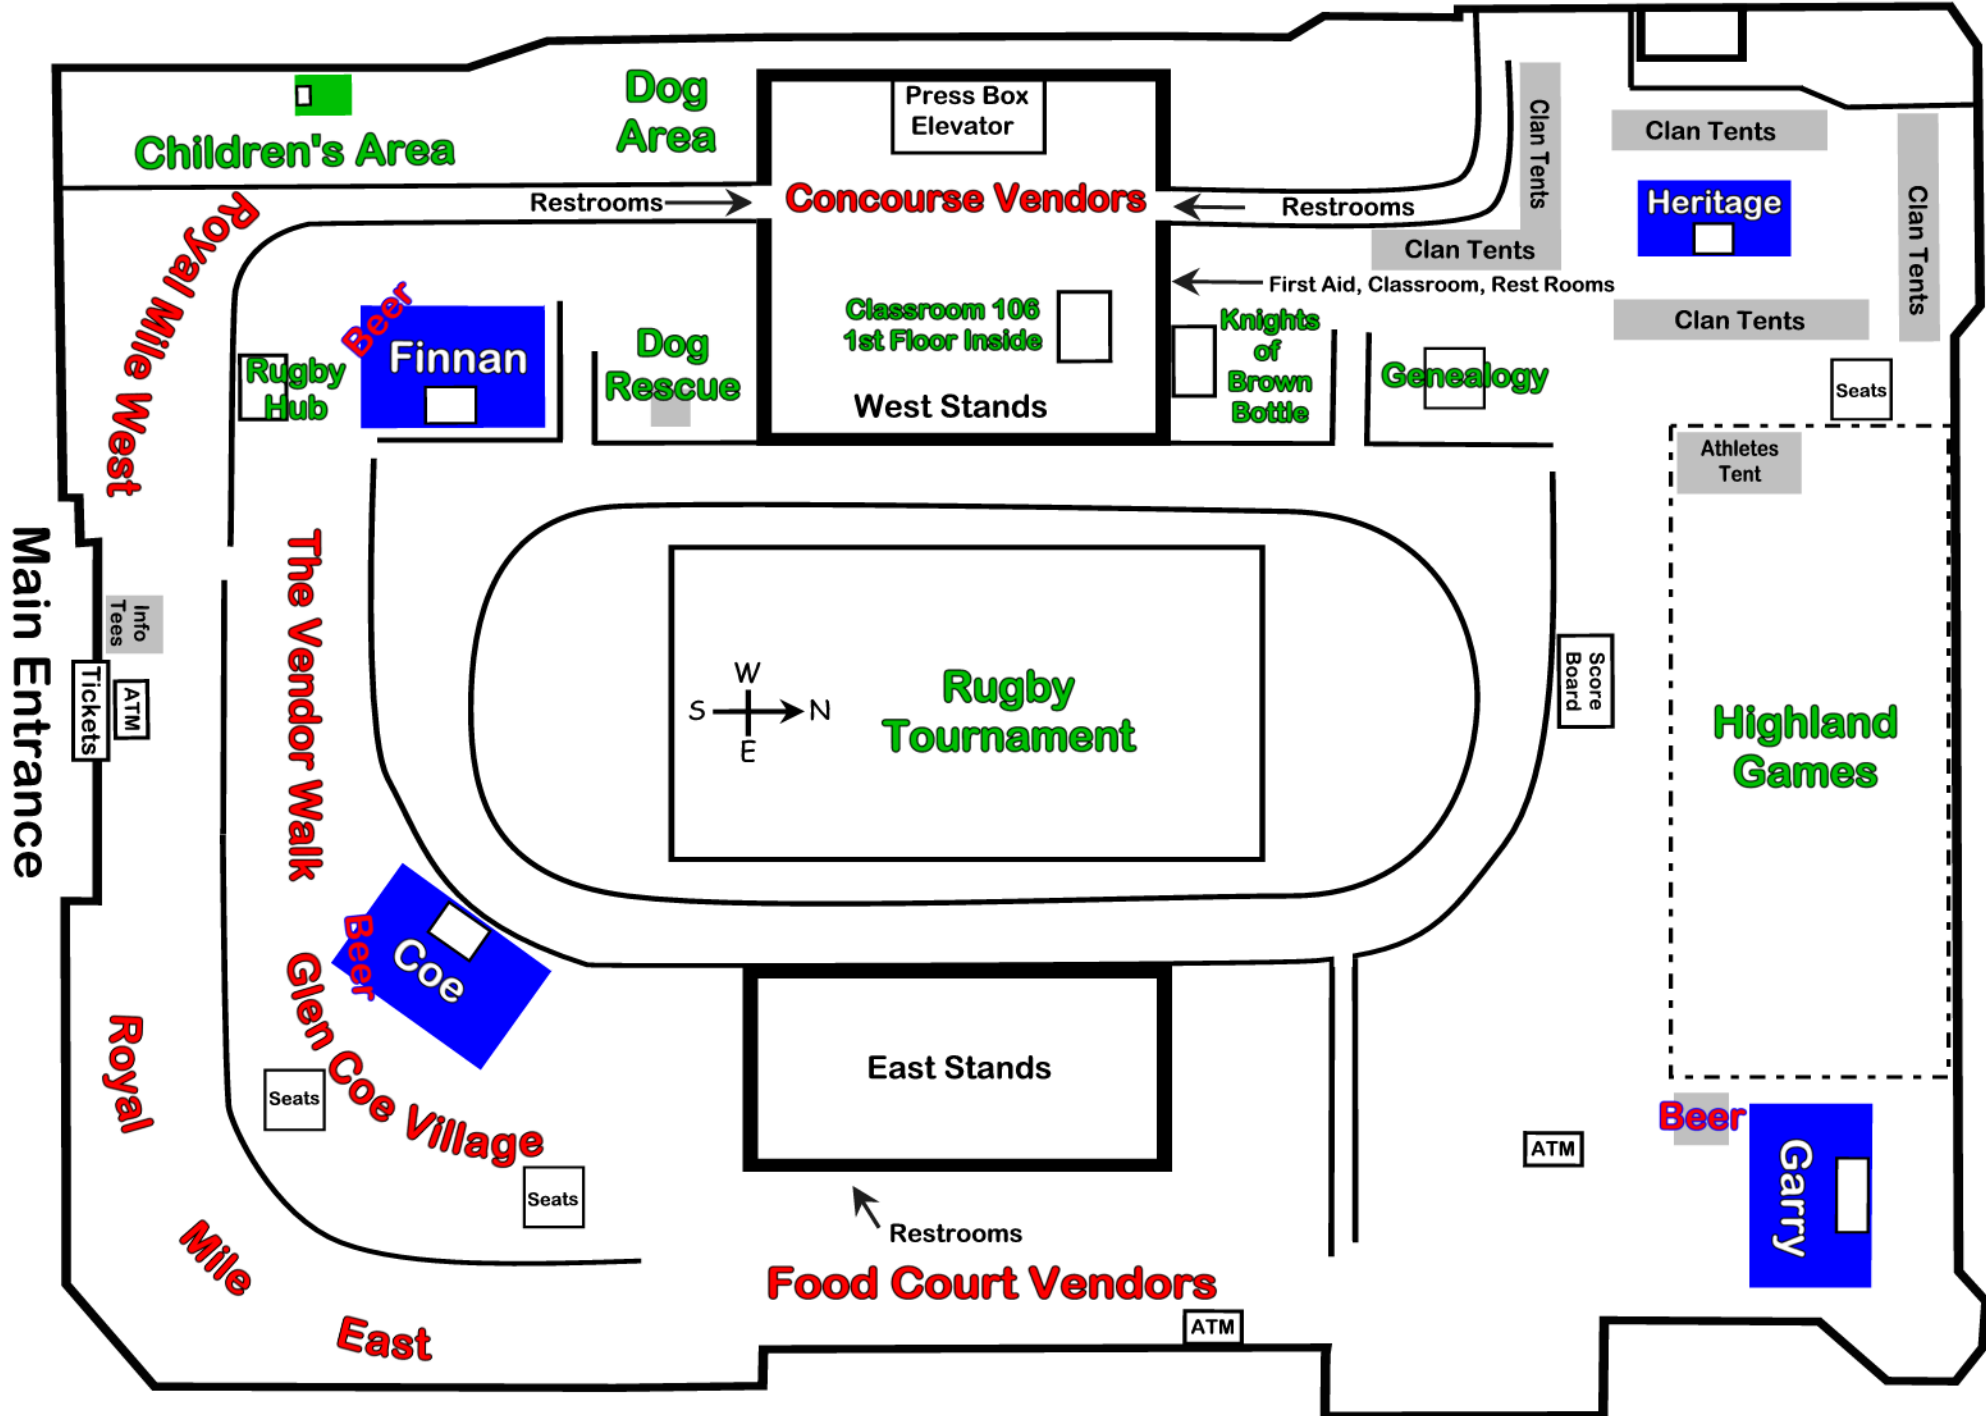 Dog
Area
Press Box
Elevator
Children's Area
Restrooms
Concourse Vendors
Restrooms
Clan Tents
Clan Tents
Heritage
Clan Tents
Clan Tents
First Aid, Classroom, Rest Rooms
Clan Tents
Royal Mile West
Beer
Finnan
Rugby
Hub
Dog
Rescue
Classroom 106
1st Floor Inside
West Stands
Knights
of
Brown
Bottle
Genealogy
Seats
Athletes
Tent
Main Entrance
Info
Tees
Tickets
ATM
The Vendor Walk
W
S
N
E
Rugby
Tournament
Score
Board
Highland
Games
Beer
Coe
Glen Coe Village
Seats
Seats
East Stands
Restrooms
Food Court Vendors
ATM
ATM
Beer
Garry
Royal
Mile
East